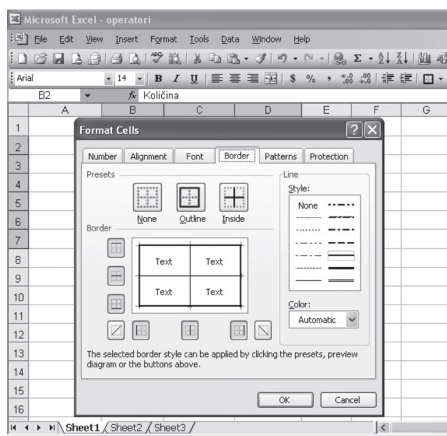 Microsoft Excel - operatori
File Edit View Insert Format Tools Data Window Help
Arial 14 B I U $ % ,
B2 fx Količina
A B C D E F G
1
2
3
4
5
6
7
8
9
10
11
12
13
14
15
16
Format Cells
Number Alignment Font Border Patterns Protection
Presets
None Outline Inside
Border
Text Text
Text Text
Line
Style:
None
Color:
Automatic
The selected border style can be applied by clicking the presets, preview
diagram or the buttons above.
OK Cancel
Sheet1 / Sheet2 / Sheet3 /